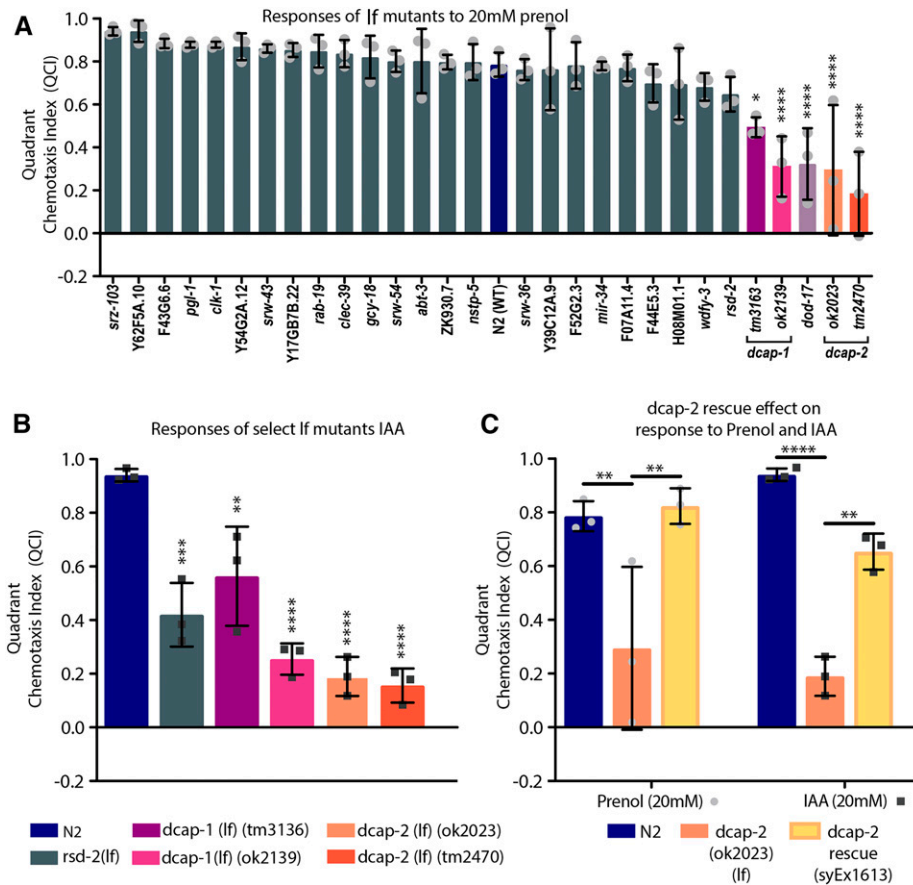 A
Responses of lf mutants to 20mM prenol
Quadrant
Chemotaxis Index (QCI)
1.0
0.8
0.6
0.4
0.2
0.0
-0.2
*
****
****
****
****
srz-103
Y62F5A.10
F43G6.6
pgl-1
clk-1
Y54G2A.12
srw-43
Y17GB7B.22
rab-19
clec-39
gcy-18
srw-54
abt-3
ZK930.7
nstp-5
N2 (WT)
srw-36
Y39C12A.9
F52G2.3
mir-34
F07A11.4
F44E5.3
H08M01.1
wdfy-3
rsd-2
tm3163
ok2139
dod-17
ok2023
tm2470
dcap-1
dcap-2
B
Responses of select lf mutants IAA
Quadrant
Chemotaxis Index (QCI)
1.0
0.8
0.6
0.4
0.2
0.0
-0.2
***
**
****
****
****
N2
rsd-2(lf)
dcap-1 (lf) (tm3136)
dcap-1(lf) (ok2139)
dcap-2 (lf) (ok2023)
dcap-2 (lf) (tm2470)
C
dcap-2 rescue effect on
response to Prenol and IAA
Quadrant
Chemotaxis Index (QCI)
1.0
0.8
0.6
0.4
0.2
0.0
-0.2
**
**
****
**
Prenol (20mM)
IAA (20mM)
N2
dcap-2
(ok2023)
(lf)
dcap-2
rescue
(syEx1613)